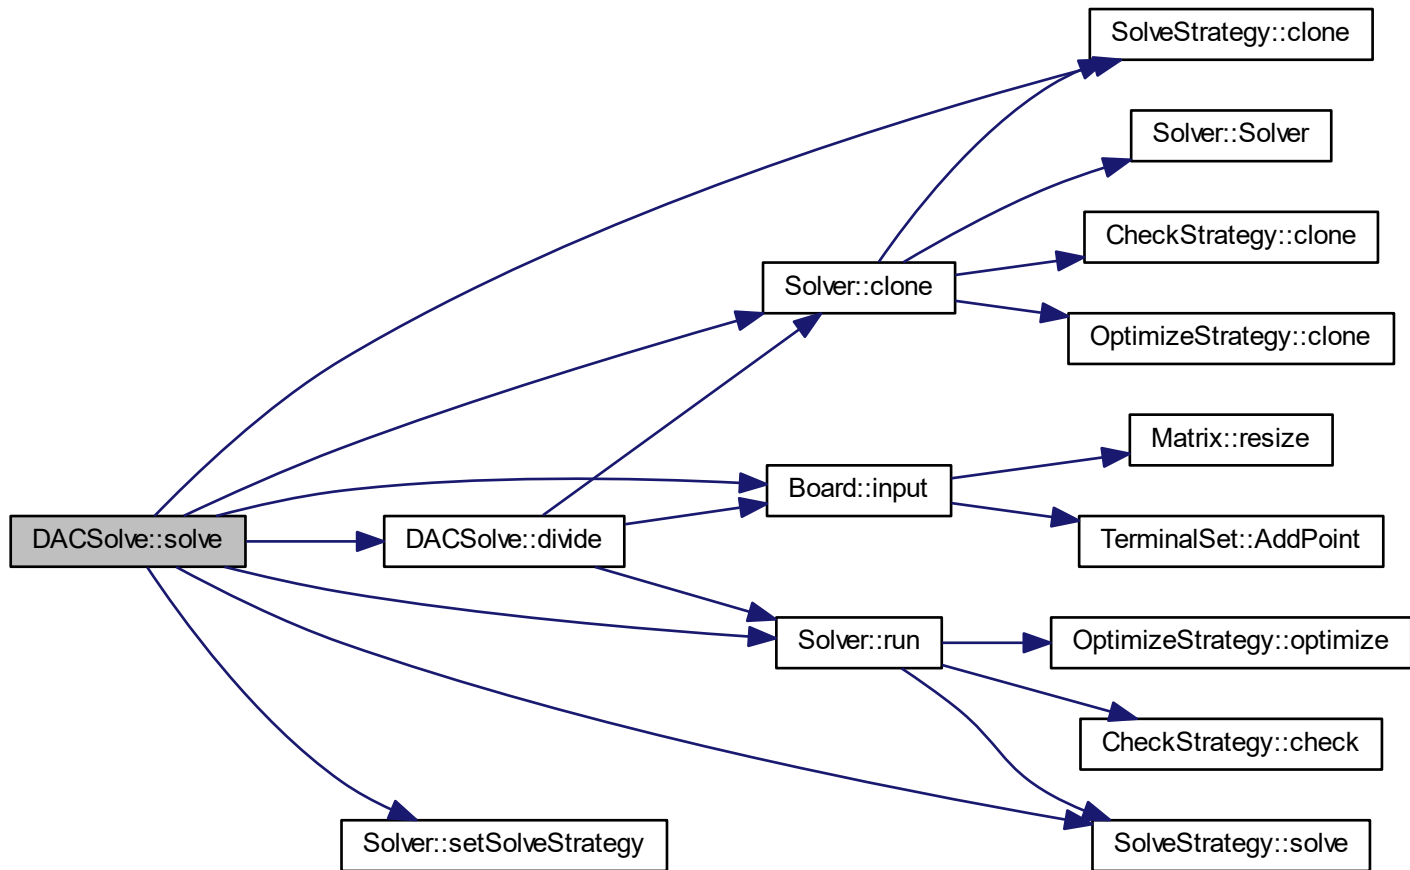 SolveStrategy::clone
Solver::Solver
CheckStrategy::clone
Solver::clone
OptimizeStrategy::clone
Matrix::resize
Board::input
DACSolve::solve
DACSolve::divide
TerminalSet::AddPoint
Solver::run
OptimizeStrategy::optimize
CheckStrategy::check
Solver::setSolveStrategy
SolveStrategy::solve